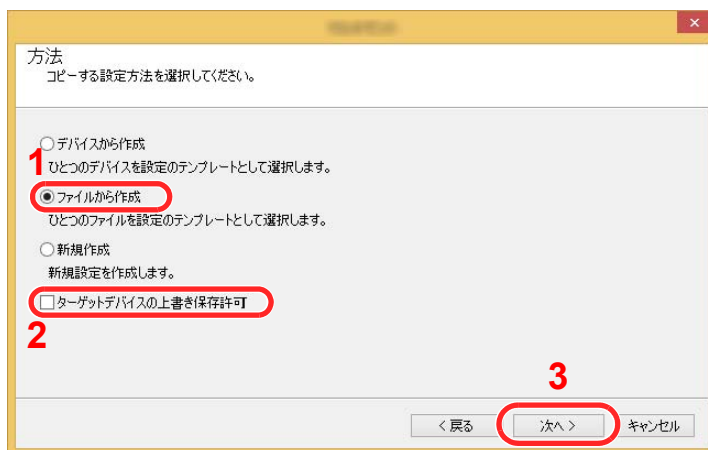 方法
コピーする設定方法を選択してください。
デバイスから作成
1
ひとつのデバイスを設定のテンプレートとして選択します。
ファイルから作成
ひとつのファイルを設定のテンプレートとして選択します。
新規作成
新規設定を作成します。
ターゲットデバイスの上書き保存許可
2
3
< 戻る 次へ > キャンセル